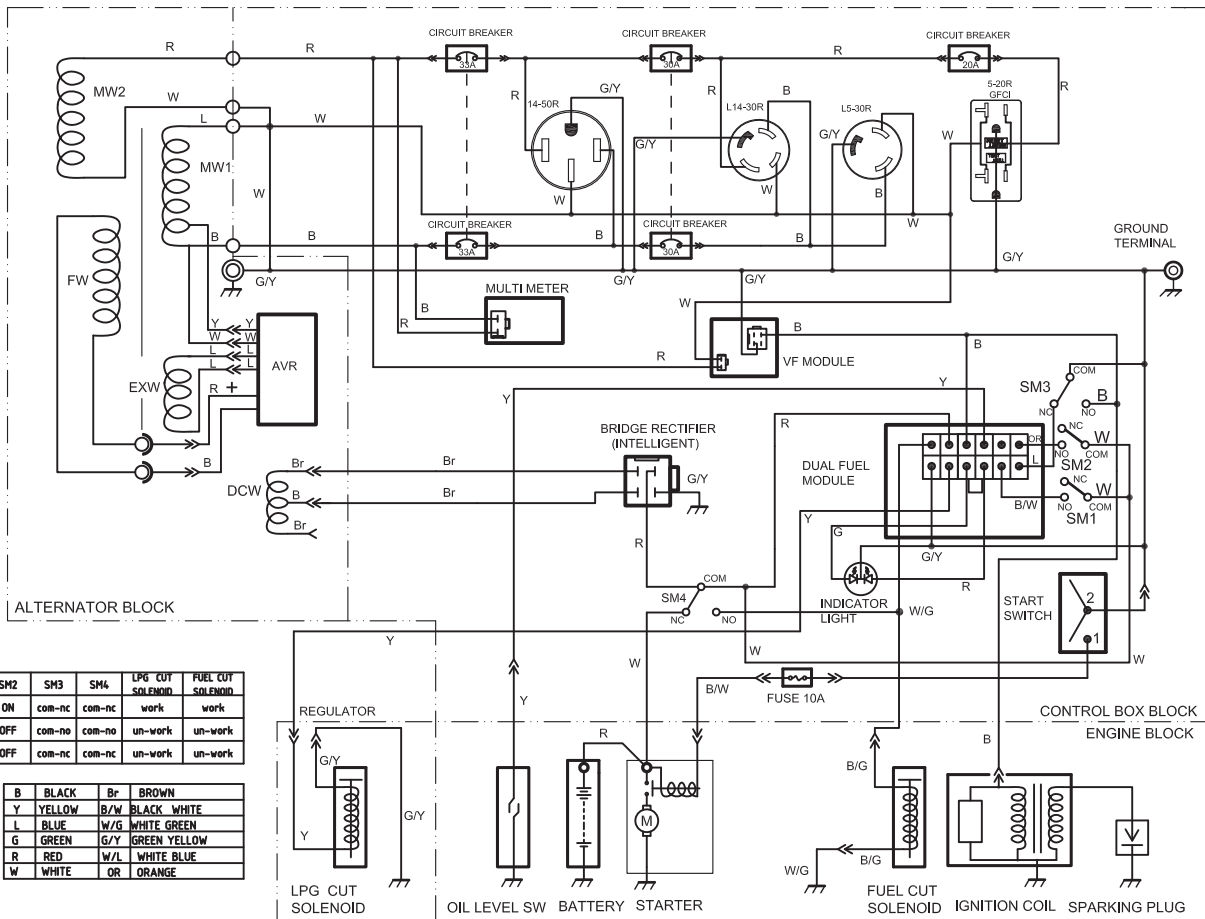 CIRCUIT BREAKER
CIRCUIT BREAKER
CIRCUIT BREAKER
R
R
R
33A
30A
20A
MW2
W
R
14-50R
G/Y
R
L14-30R
B
L5-30R
5-20R
GFCI
R
L
W
G/Y
G/Y
W
MW1
W
W
W
B
W
CIRCUIT BREAKER
CIRCUIT BREAKER
B
B
33A
B
30A
B
GROUND
TERMINAL
FW
G/Y
G/Y
G/Y
G/Y
MULTI METER
B
R
W
B
B
VF MODULE
R
Y Y
W W
L L
L L
AVR
EXW
R +
B
Y
Y
R
COM
SM3
NC
NO
B
BRIDGE RECTIFIER
(INTELLIGENT)
G/Y
DUAL FUEL
MODULE
OR
L
NC
W
NO
COM
SM2
NC
W
NO
COM
SM1
B/W
Br
Br
B
Br
Br
DCW
R
Y
G
G/Y
R
INDICATOR
LIGHT
COM
SM4
NC
NO
W/G
START
SWITCH
2
1
ALTERNATOR BLOCK
Y
W
W
W
B/W
FUSE 10A
SM2 SM3 SM4 LPG CUT SOLENOID FUEL CUT SOLENOID
ON com-nc com-nc work work
OFF com-no com-no un-work un-work
OFF com-nc com-nc un-work un-work
REGULATOR
Y
CONTROL BOX BLOCK
ENGINE BLOCK
B BLACK Br BROWN
Y YELLOW B/W BLACK WHITE
L BLUE W/G WHITE GREEN
G GREEN G/Y GREEN YELLOW
R RED W/L WHITE BLUE
W WHITE OR ORANGE
G/Y
Y
G/Y
R
M
B/G
B/G
W/G
B
LPG CUT
SOLENOID
OIL LEVEL SW
BATTERY
STARTER
FUEL CUT
SOLENOID
IGNITION COIL
SPARKING PLUG